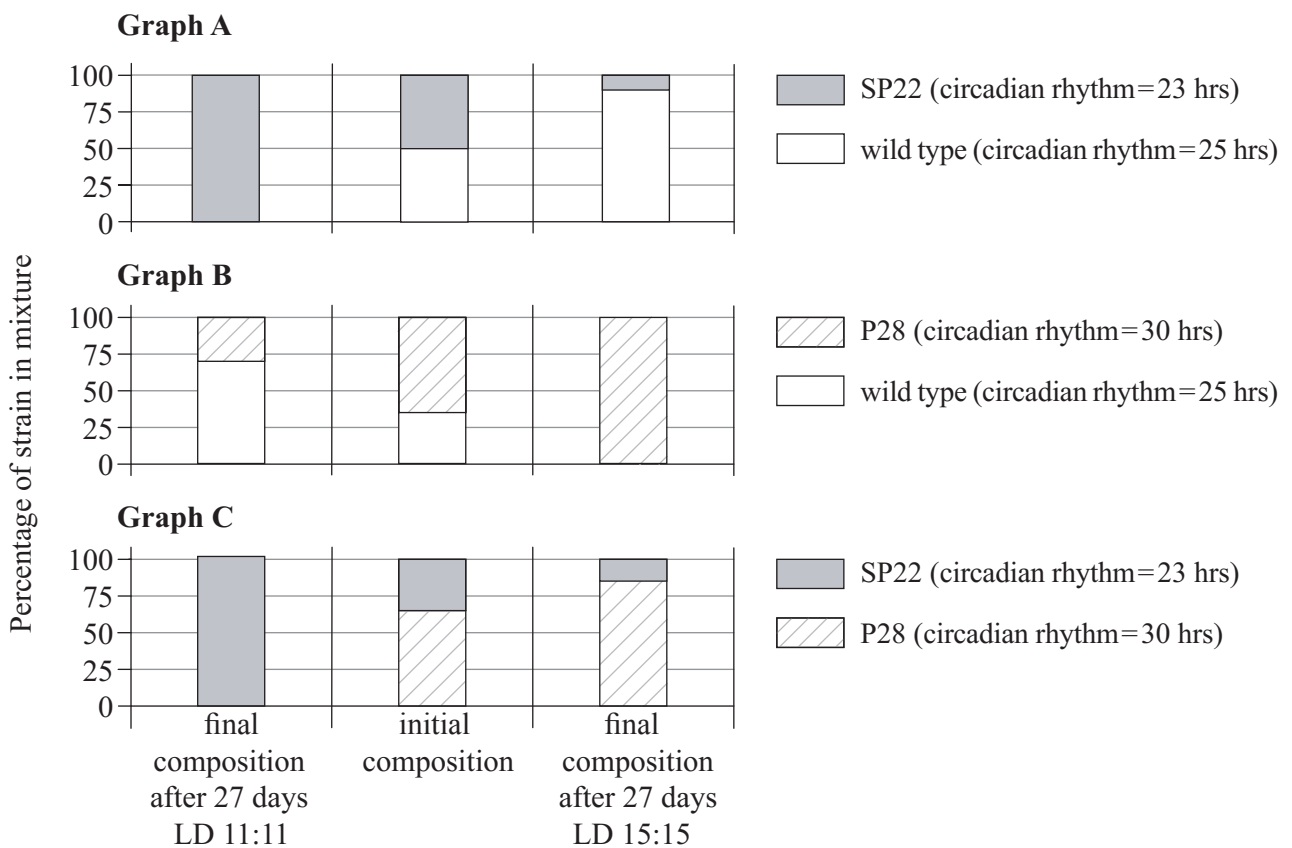 Graph A
100
75
50
25
0
SP22 (circadian rhythm=23 hrs)
wild type (circadian rhythm=25 hrs)
Percentage of strain in mixture
Graph B
100
75
50
25
0
P28 (circadian rhythm=30 hrs)
wild type (circadian rhythm=25 hrs)
Graph C
100
75
50
25
0
SP22 (circadian rhythm=23 hrs)
P28 (circadian rhythm=30 hrs)
final
composition
after 27 days
LD 11:11
initial
composition
final
composition
after 27 days
LD 15:15